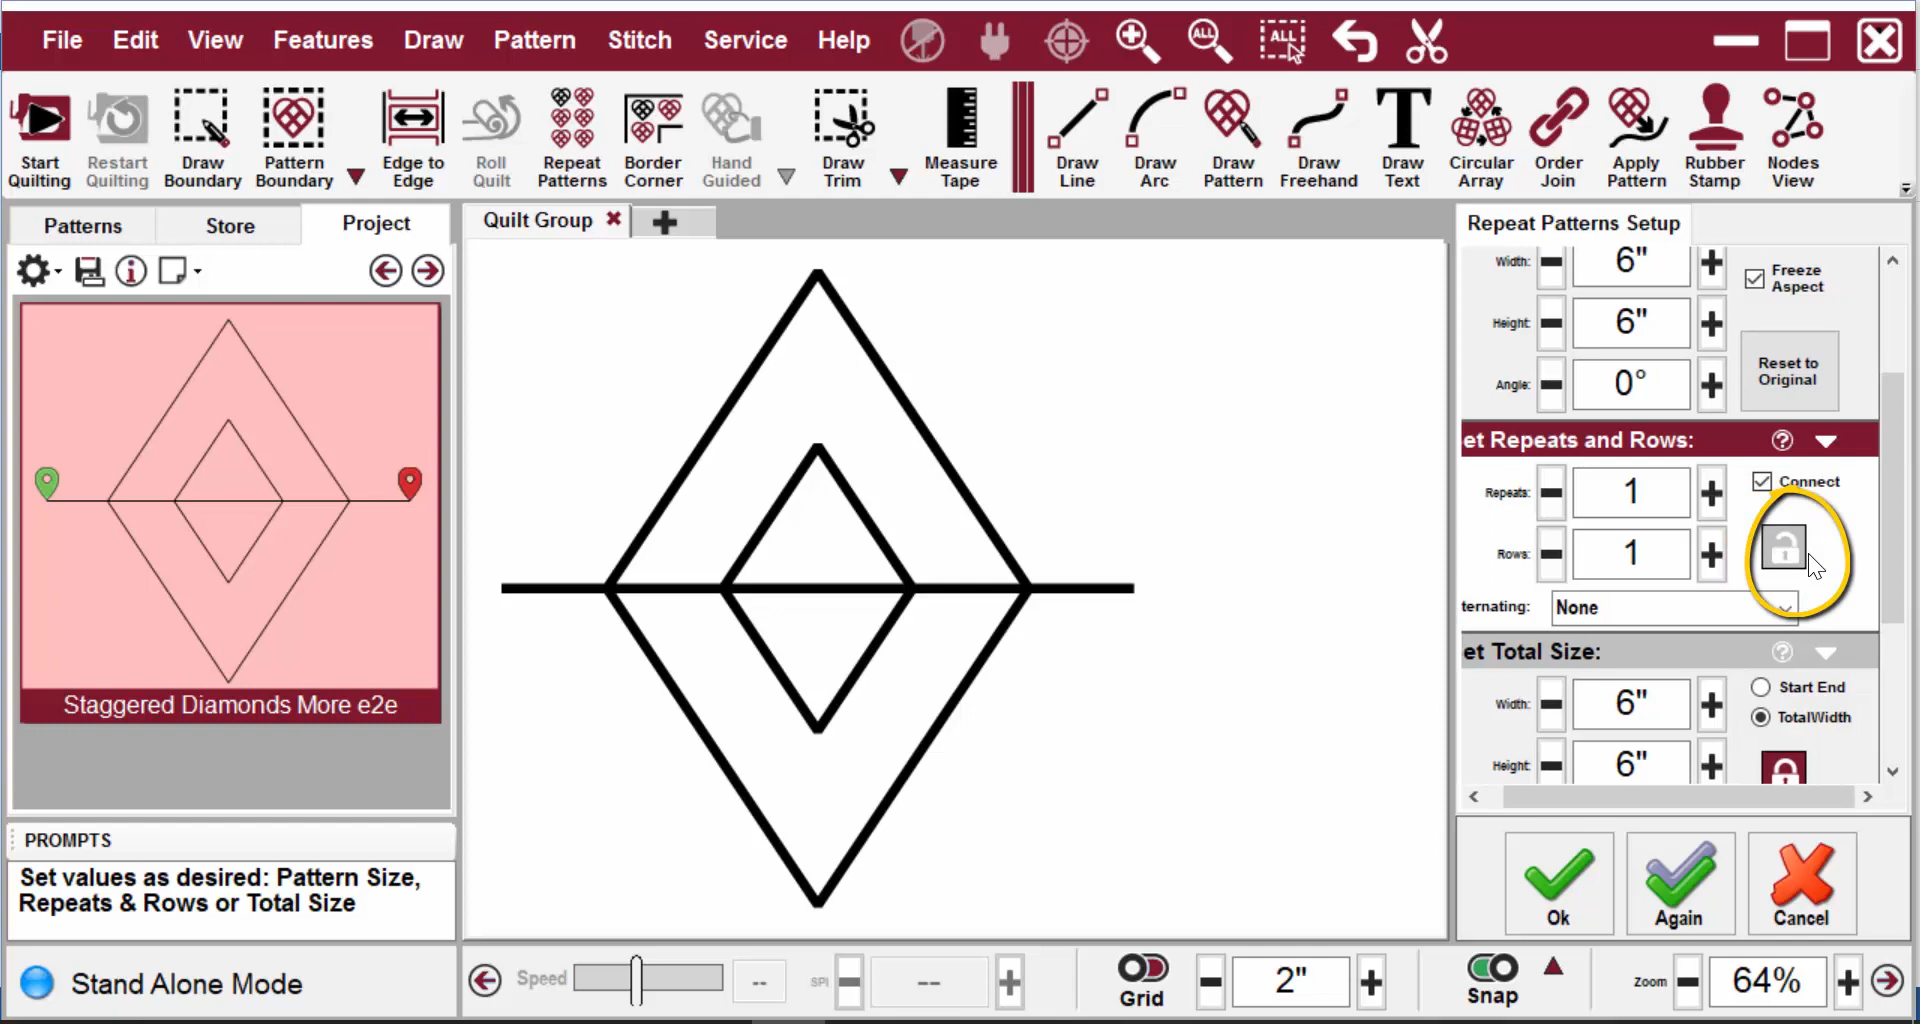 File Edit View Features Draw Pattern Stitch Service Help ALL ALL
Start Quilting
Restart Quilting
Draw Boundary
Pattern Boundary
Edge to Edge
Roll Quilt
Repeat Patterns
Border Corner
Hand Guided
Draw Trim
Measure Tape
Draw Line
Draw Arc
Draw Pattern
Draw Freehand
T
Draw Text
Circular Array
Order Join
Apply Pattern
Rubber Stamp
Nodes View
Patterns Store Project
Staggered Diamonds More e2e
PROMPTS
Set values as desired: Pattern Size,
Repeats & Rows or Total Size
Stand Alone Mode
Quilt Group
Repeat Patterns Setup
Width: 6"
Freeze
Aspect
Height: 6"
Reset to
Original
Angle: 0°
et Repeats and Rows: ?
Repeats: 1
Connect
Rows: 1
ternating: None
et Total Size: ?
Width: 6"
Start End
TotalWidth
Height: 6"
Ok Again Cancel
Speed -- SPI --
Grid 2"
Snap
Zoom 64%